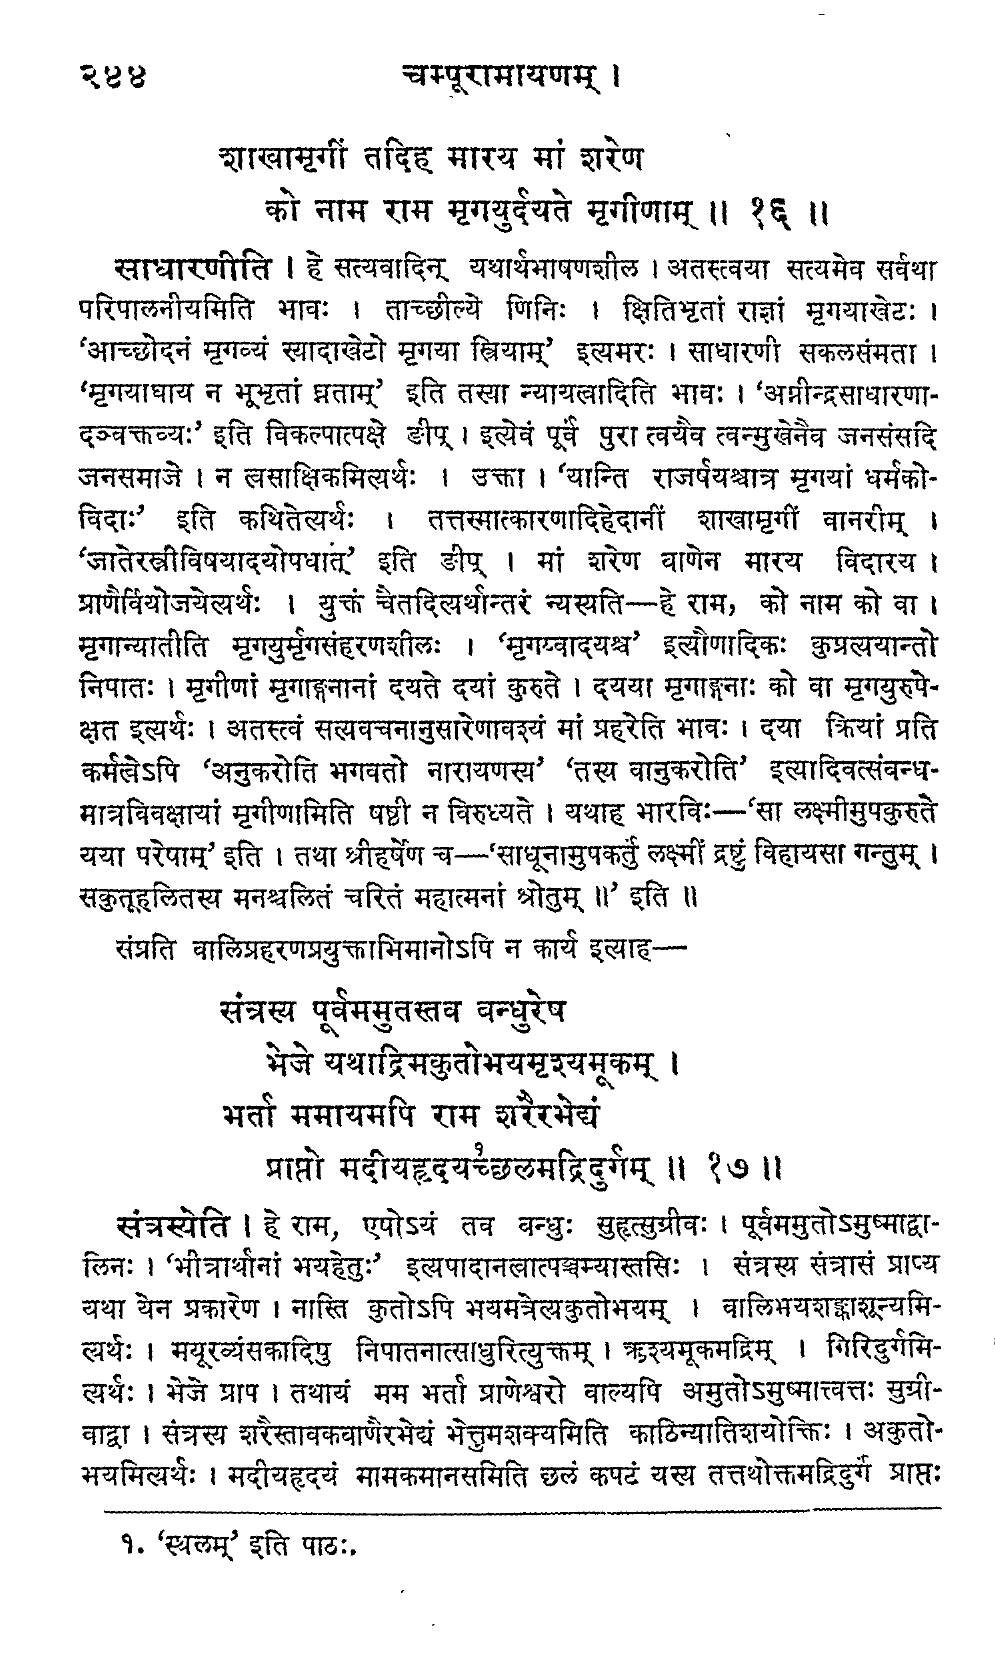 २४४ चम्पूरामायणम् ।
शाखामृगीं तदिह मारय मां शरेण
को नाम राम मृगयुर्दयते मृगीणाम् ॥ १६ ॥
साधारणीति । हे सत्यवादिन् यथार्थभाषणशील । अतस्त्वया सत्यमेव सर्वथा
परिपालनीयमिति भावः । ताच्छील्ये णिनिः । क्षितिभृतां राज्ञां मृगयाखेटः ।
‘आच्छोदनं मृगव्यं स्यादाखेटो मृगया स्त्रियाम्’ इत्यमरः । साधारणी सकलसंमता ।
‘मृगयाघाय न भूभृतां घ्नताम्’ इति तस्या न्यायत्वादिति भावः । ‘अग्नीन्द्रसाधारणा-
दञ्वक्तव्यः’ इति विकल्पात्पक्षे ङीप् । इत्येवं पूर्वं पुरा त्वयैव त्वन्मुखेनैव जनसंसदि
जनसमाजे । न त्वसाक्षिकमित्यर्थः । उक्ता । ‘यान्ति राजर्षयश्चात्र मृगयां धर्मको-
विदाः’ इति कथितेत्यर्थः । तत्तस्मात्कारणादिहेदानीं शाखामृगीं वानरीम् ।
‘जातेरस्त्रीविषयादयोपधात्’ इति ङीप् । मां शरेण बाणेन मारय विदारय ।
प्राणैर्वियोजयेत्यर्थः । युक्तं चैतदित्यर्थान्तरं न्यस्यति—हे राम, को नाम को वा ।
मृगान्यातीति मृगयुर्मृगसंहरणशीलः । ‘मृगय्वादयश्च’ इत्यौणादिकः कुप्रत्ययान्तो
निपातः । मृगीणां मृगाङ्गनानां दयते दयां कुरुते । दयया मृगाङ्गनाः को वा मृगयुरुपे-
क्षत इत्यर्थः । अतस्त्वं सत्यवचनानुसारेणावश्यं मां प्रहरेति भावः । दया क्रियां प्रति
कर्मत्वेऽपि ‘अनुकरोति भगवतो नारायणस्य’ ‘तस्य वानुकरोति’ इत्यादिवत्संबन्ध-
मात्रविवक्षायां मृगीणामिति षष्ठी न विरुध्यते । यथाह भारविः—‘सा लक्ष्मीमुपकुरुते
यया परेषाम्’ इति । तथा श्रीहर्षेण च—‘साधूनामुपकर्तुं लक्ष्मीं द्रष्टुं विहायसा गन्तुम् ।
सकुतूहलितस्य मनश्चलितं चरितं महात्मनां श्रोतुम् ॥’ इति ॥
संप्रति वालिप्रहरणप्रयुक्ताभिमानोऽपि न कार्य इत्याह—
संत्रस्य पूर्वममुतस्तव बन्धुरेष
भेजे यथाद्रिमकुतोभयमृश्यमूकम् ।
भर्ता ममायमपि राम शरैरभेद्यं
प्राप्तो मदीयहृदयच्छलमद्रिदुर्गम् ॥ १७ ॥
संत्रस्येति । हे राम, एषोऽयं तव बन्धुः सुहृत्सुग्रीवः । पूर्वममुतोऽमुष्माद्वा-
लिनः । ‘भीत्रार्थानां भयहेतुः’ इत्यपादानत्वात्पञ्चम्यास्तसिः । संत्रस्य संत्रासं प्राप्य
यथा येन प्रकारेण । नास्ति कुतोऽपि भयमत्रेत्यकुतोभयम् । वालिभयशङ्काशून्यमि-
त्यर्थः । मयूरव्यंसकादिषु निपातनात्साधुरित्युक्तम् । ऋश्यमूकमद्रिम् । गिरिदुर्गमि-
त्यर्थः । भेजे प्राप । तथायं मम भर्ता प्राणेश्वरो वाल्यपि अमुतोऽमुष्मात्त्वत्तः सुग्री-
वाद्वा । संत्रस्य शरैस्तावकबाणैरभेद्यं भेत्तुमशक्यमिति काठिन्यातिशयोक्तिः । अकुतो-
भयमित्यर्थः । मदीयहृदयं मामकमानसमिति छलं कपटं यस्य तत्तथोक्तमद्रिदुर्गं प्राप्तः
१. ‘स्थलम्’ इति पाठः.